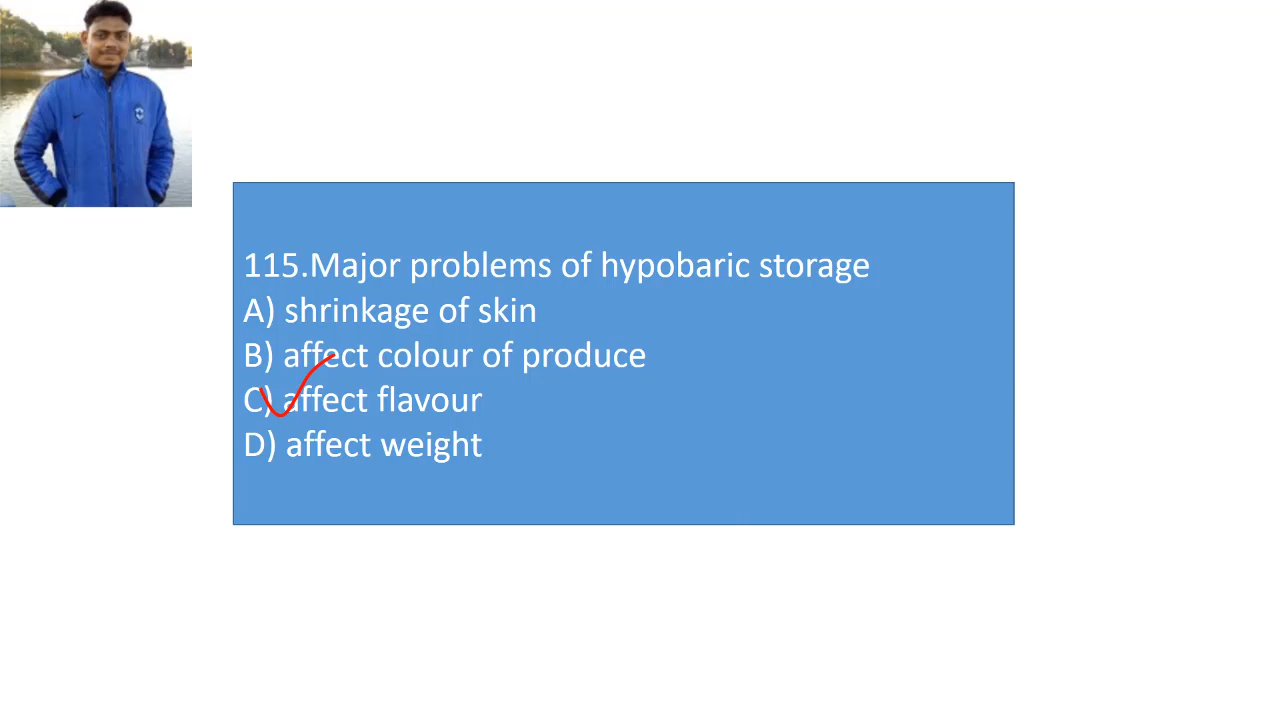 115.Major problems of hypobaric storage
A) shrinkage of skin
B) affect colour of produce
C) affect flavour
D) affect weight